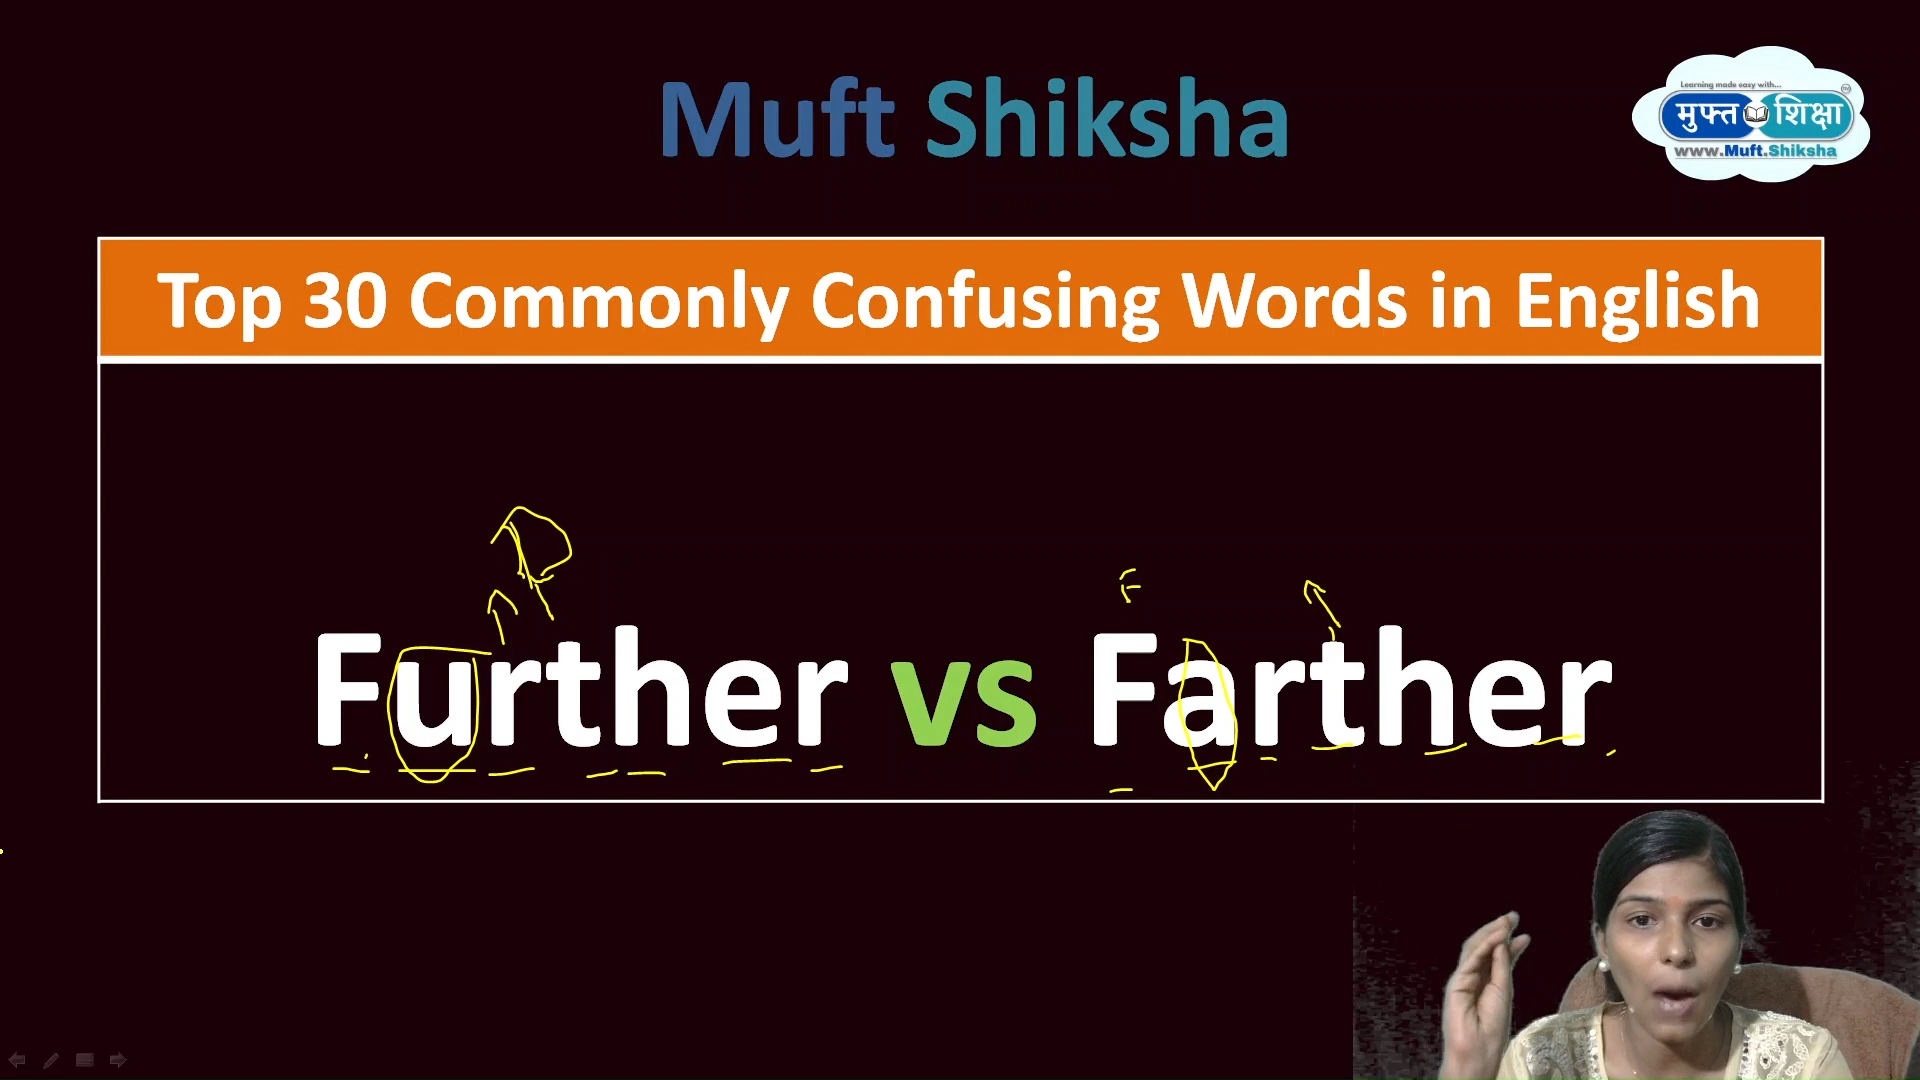 Muft Shiksha
Learning made easy with...
मुफ्त शिक्षा
www.Muft.Shiksha
Top 30 Commonly Confusing Words in English
F
Further vs Farther